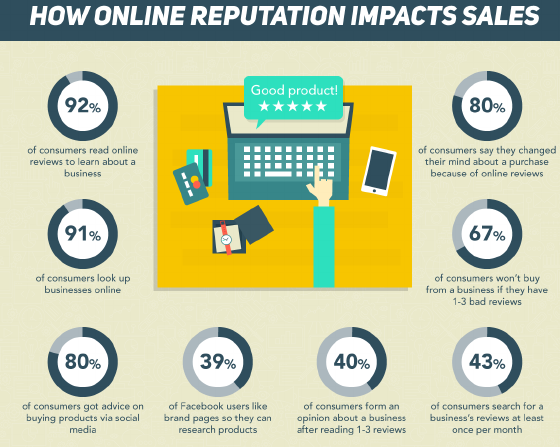 HOW ONLINE REPUTATION IMPACTS SALES
Good product!
92%
of consumers read online
reviews to learn about a
business
80%
of consumers say they changed
their mind about a purchase
because of online reviews
91%
of consumers look up
businesses online
67%
of consumers won't buy
from a business if they have
1-3 bad reviews
80%
of consumers got advice on
buying products via social
media
39%
of Facebook users like
brand pages so they can
research products
40%
of consumers form an
opinion about a business
after reading 1-3 reviews
43%
of consumers search for a
business's reviews at least
once per month